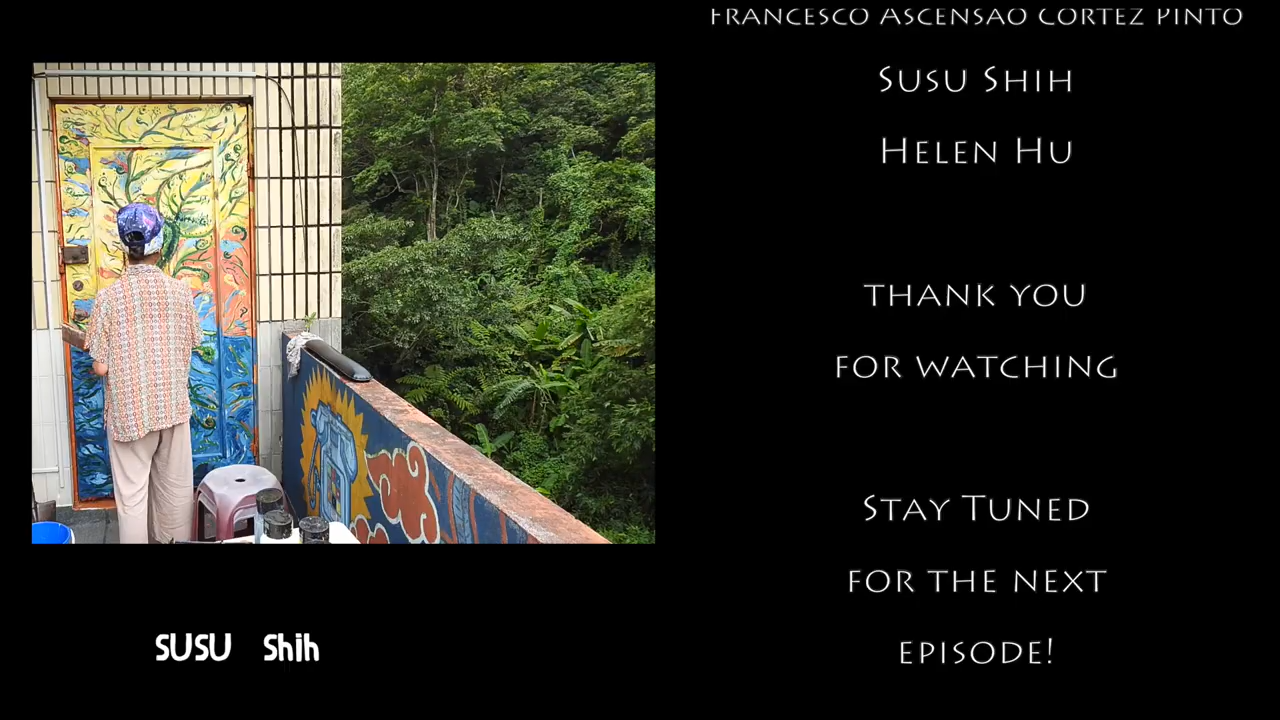 Francesco Ascensao Cortez Pinto
Susu Shih
Helen Hu
THANK YOU
FOR WATCHING
Stay Tuned
FOR THE NEXT
EPISODE!
SUSU Shih